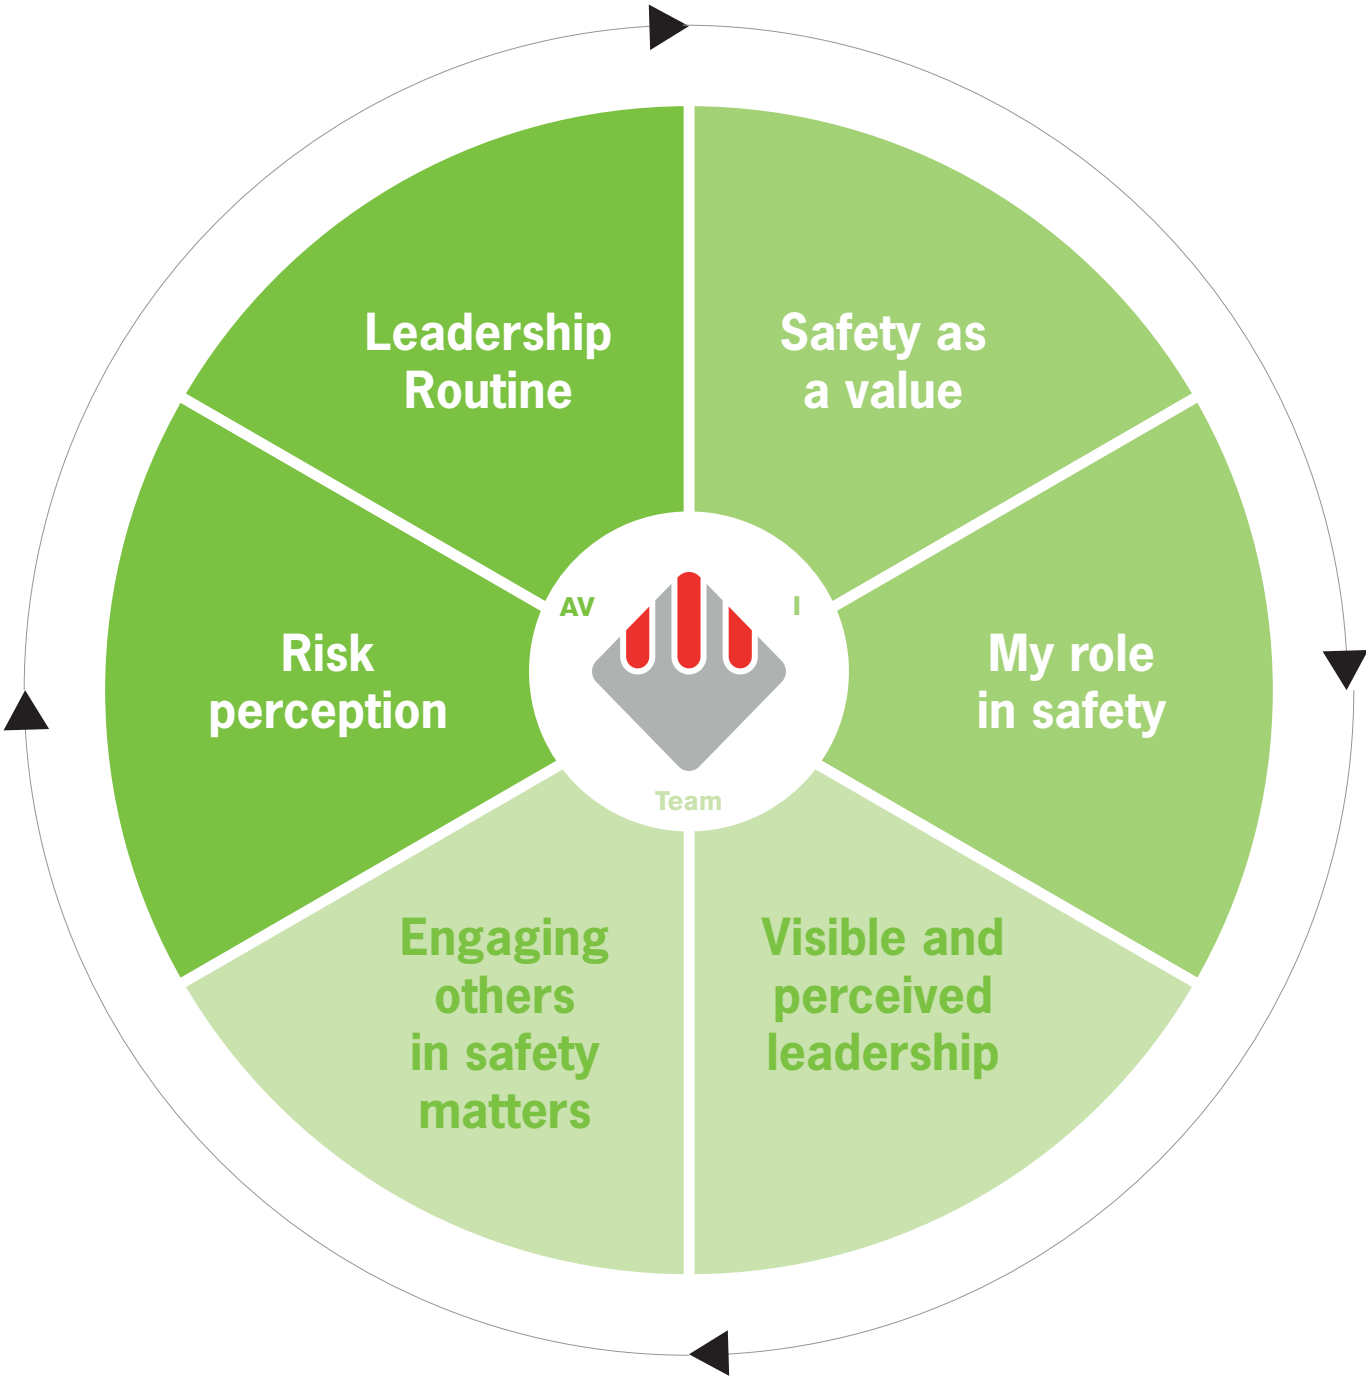 Leadership
Routine
Safety as
a value
AV
I
Risk
perception
My role
in safety
Team
Engaging
others
in safety
matters
Visible and
perceived
leadership